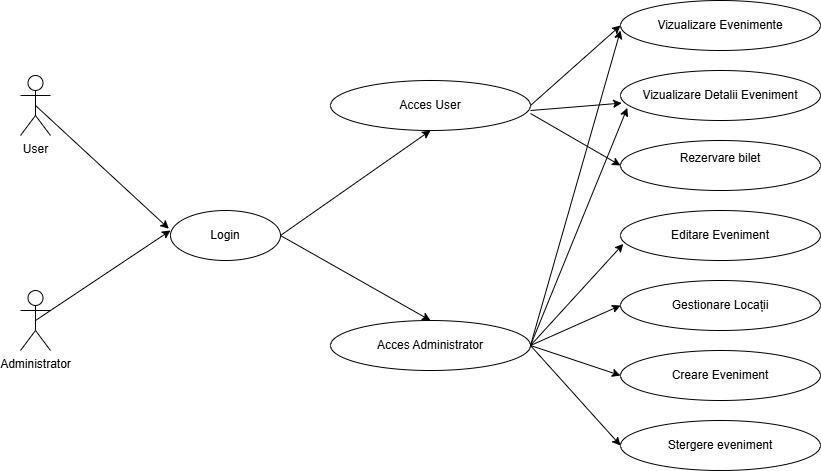 Vizualizare Evenimente
Acces User
Vizualizare Detalii Eveniment
User
Rezervare bilet
Login
Editare Eveniment
Gestionare Locații
Administrator
Acces Administrator
Creare Eveniment
Stergere eveniment